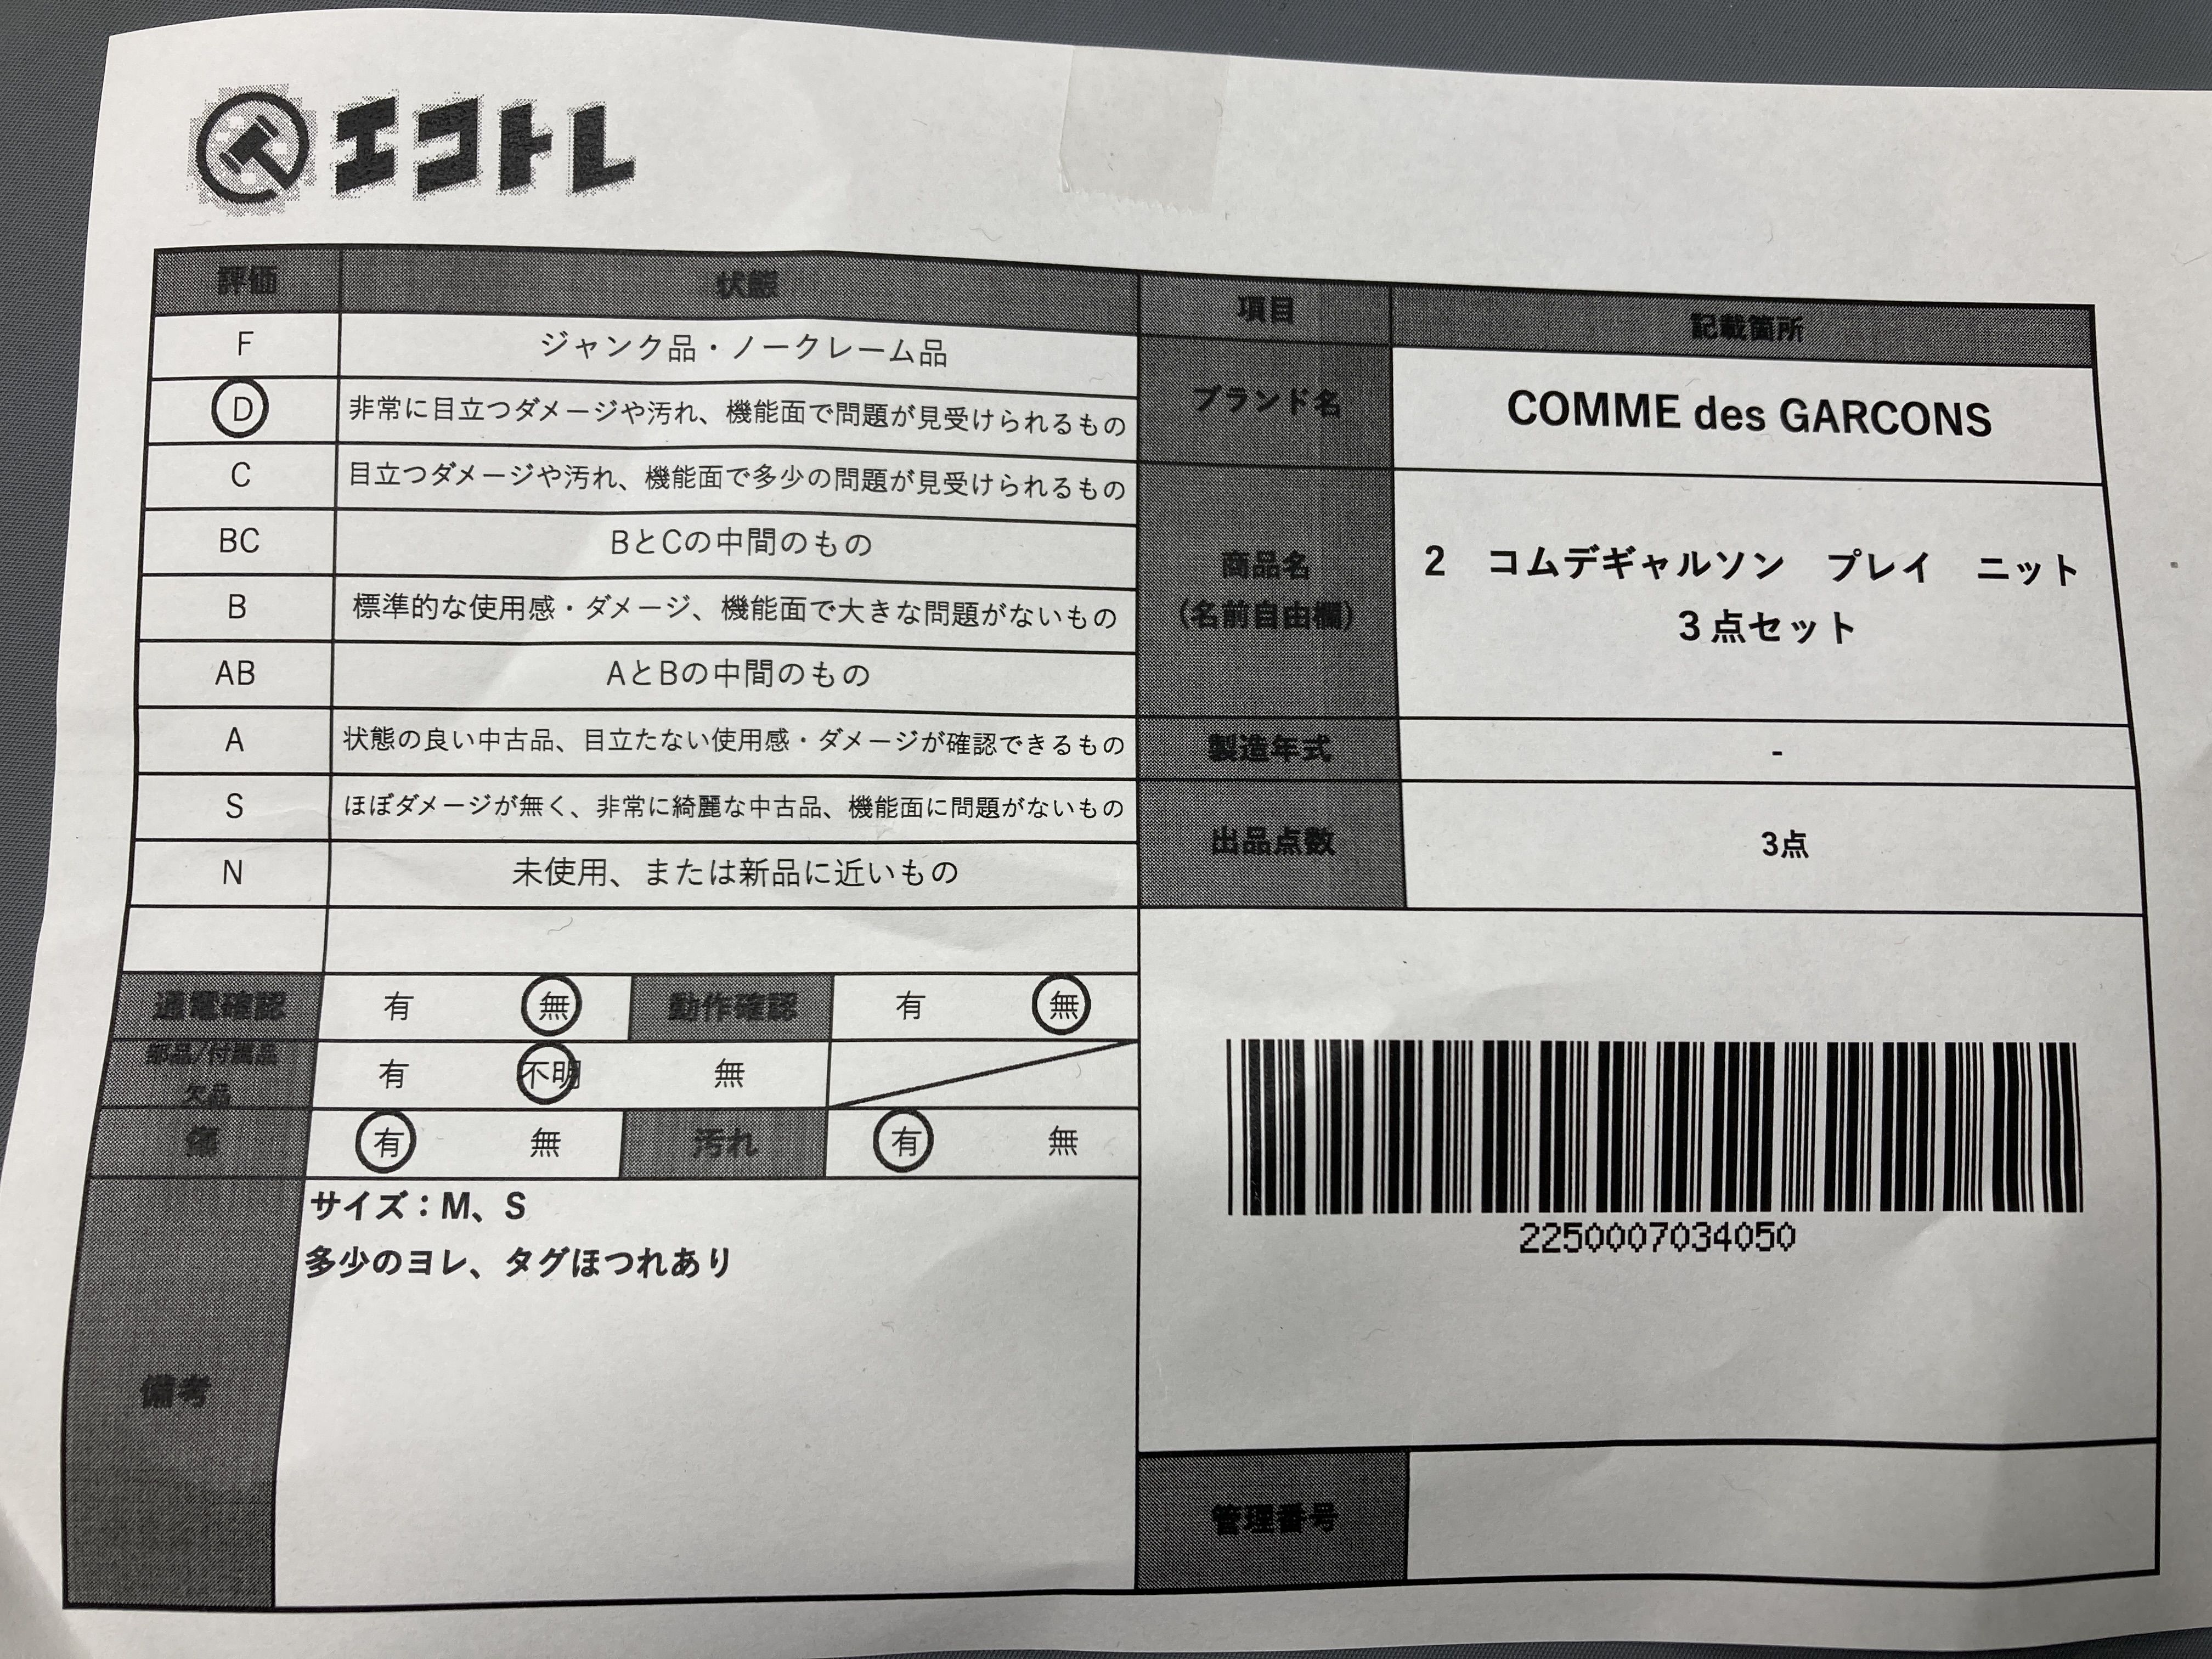 エコトレ
評価 状態
F ジャンク品・ノークレーム品
D 非常に目立つダメージや汚れ、機能面で問題が見受けられるもの
C 目立つダメージや汚れ、機能面で多少の問題が見受けられるもの
BC BとCの中間のもの
B 標準的な使用感・ダメージ、機能面で大きな問題がないもの
AB AとBの中間のもの
A 状態の良い中古品、目立たない使用感・ダメージが確認できるもの
S ほぼダメージが無く、非常に綺麗な中古品、機能面に問題がないもの
N 未使用、または新品に近いもの
通電確認 有 無 動作確認 有 無
部品/付属品
欠品
有 不明 無
傷 有 無 汚れ 有 無
備考
サイズ：M、S
多少のヨレ、タグほつれあり
項目 記載箇所
ブランド名 COMME des GARCONS
商品名
(名前自由欄)
2 コムデギャルソン プレイ ニット
３点セット
製造年式 -
出品点数 3点
2250007034050
管理番号